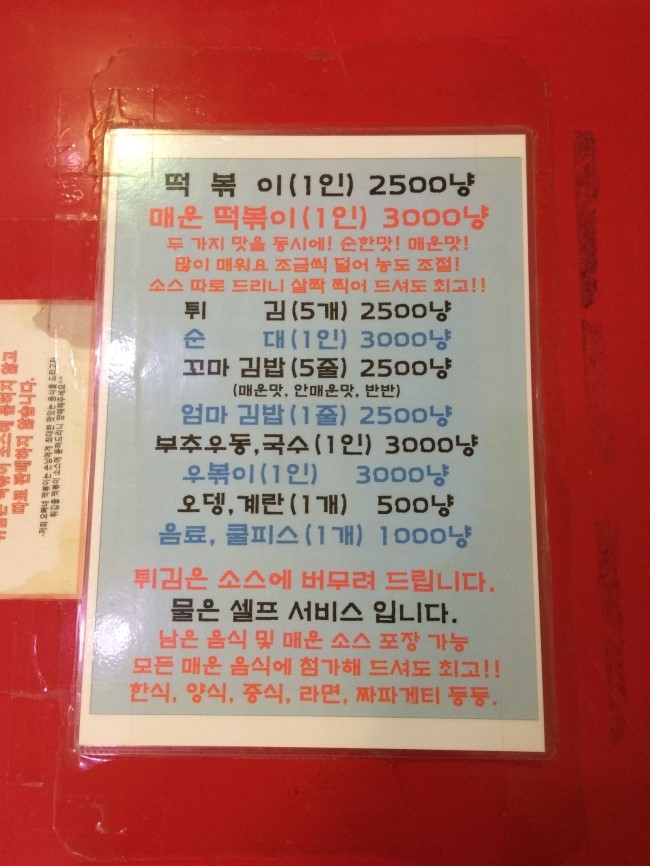 떡 볶 이(1인) 2500냥
매운 떡볶이(1인) 3000냥
두 가지 맛을 동시에! 순한맛! 매운맛!
많이 매워요 조금씩 덜어 농도 조절!
소스 따로 드리니 살짝 찍어 드셔도 최고!!
튀 김(5개) 2500냥
순 대(1인) 3000냥
꼬마 김밥(5줄) 2500냥
(매운맛, 안매운맛, 반반)
엄마 김밥(1줄) 2500냥
부추우동,국수(1인) 3000냥
우볶이(1인) 3000냥
오뎅,계란(1개) 500냥
음료, 쿨피스(1개) 1000냥
튀김은 소스에 버무려 드립니다.
물은 셀프 서비스 입니다.
남은 음식 및 매운 소스 포장 가능
모든 매운 음식에 첨가해 드셔도 최고!!
한식, 양식, 중식, 라면, 짜파게티 등등.
따로 판매하지 않습니다.